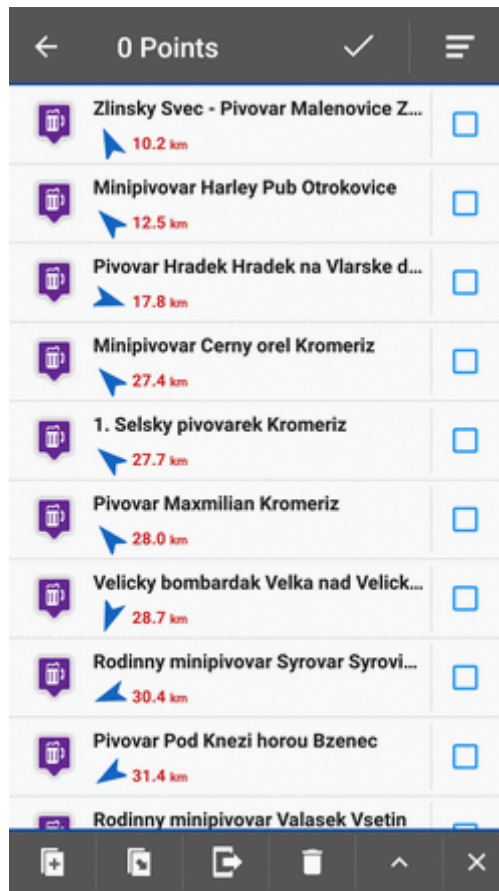 0 Points
Zlinsky Svec - Pivovar Malenovice Z...
10.2 km
Minipivovar Harley Pub Otrokovice
12.5 km
Pivovar Hradek Hradek na Vlarske d...
17.8 km
Minipivovar Cerny orel Kromeriz
27.4 km
1. Selsky pivovarek Kromeriz
27.7 km
Pivovar Maxmilian Kromeriz
28.0 km
Velicky bombardak Velka nad Velick...
28.7 km
Rodinny minipivovar Syrovar Syrovi...
30.4 km
Pivovar Pod Knezi horou Bzenec
31.4 km
Rodinny minipivovar Valasek Vsetin